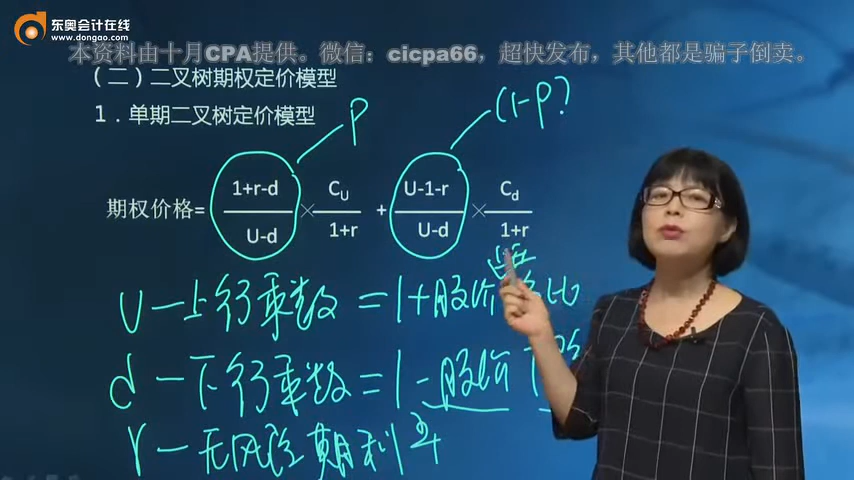 东奥会计在线
www.dongao.com
本资料由十月CPA提供。微信：cicpa66，超快发布，其他都是骗子倒卖。
（二）二叉树期权定价模型
1．单期二叉树定价模型
P
(1-P)
期权价格= 1+r-d / U-d × C_U / 1+r + U-1-r / U-d × C_d / 1+r
U—上行乘数=1+股价 比
d—下行乘数=1-股价下
r—无风险期利率